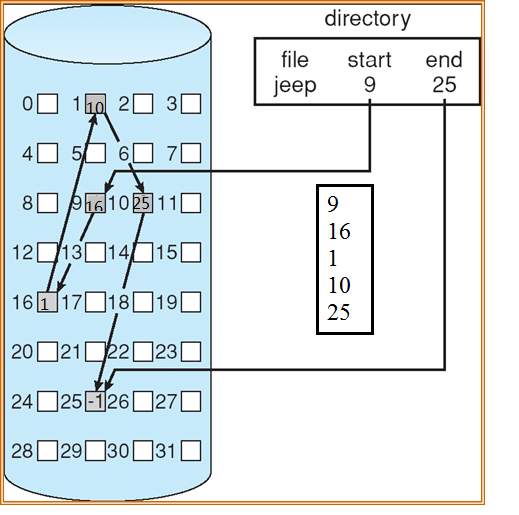 directory
file start end
jeep 9 25
0 1 10 2 3
4 5 6 7
8 9 16 10 25 11
12 13 14 15
16 1 17 18 19
20 21 22 23
24 25 -1 26 27
28 29 30 31
9
16
1
10
25